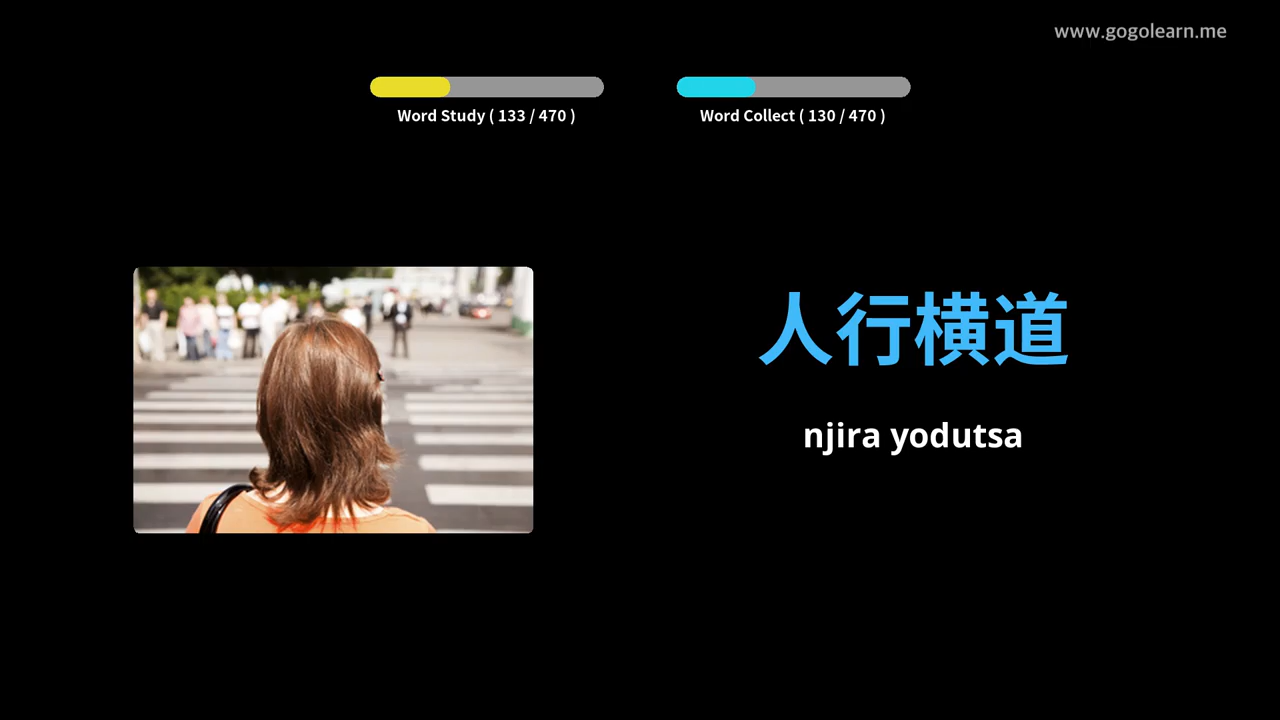 www.gogolearn.me
Word Study ( 133 / 470 )
Word Collect ( 130 / 470 )
人行横道
njira yodutsa